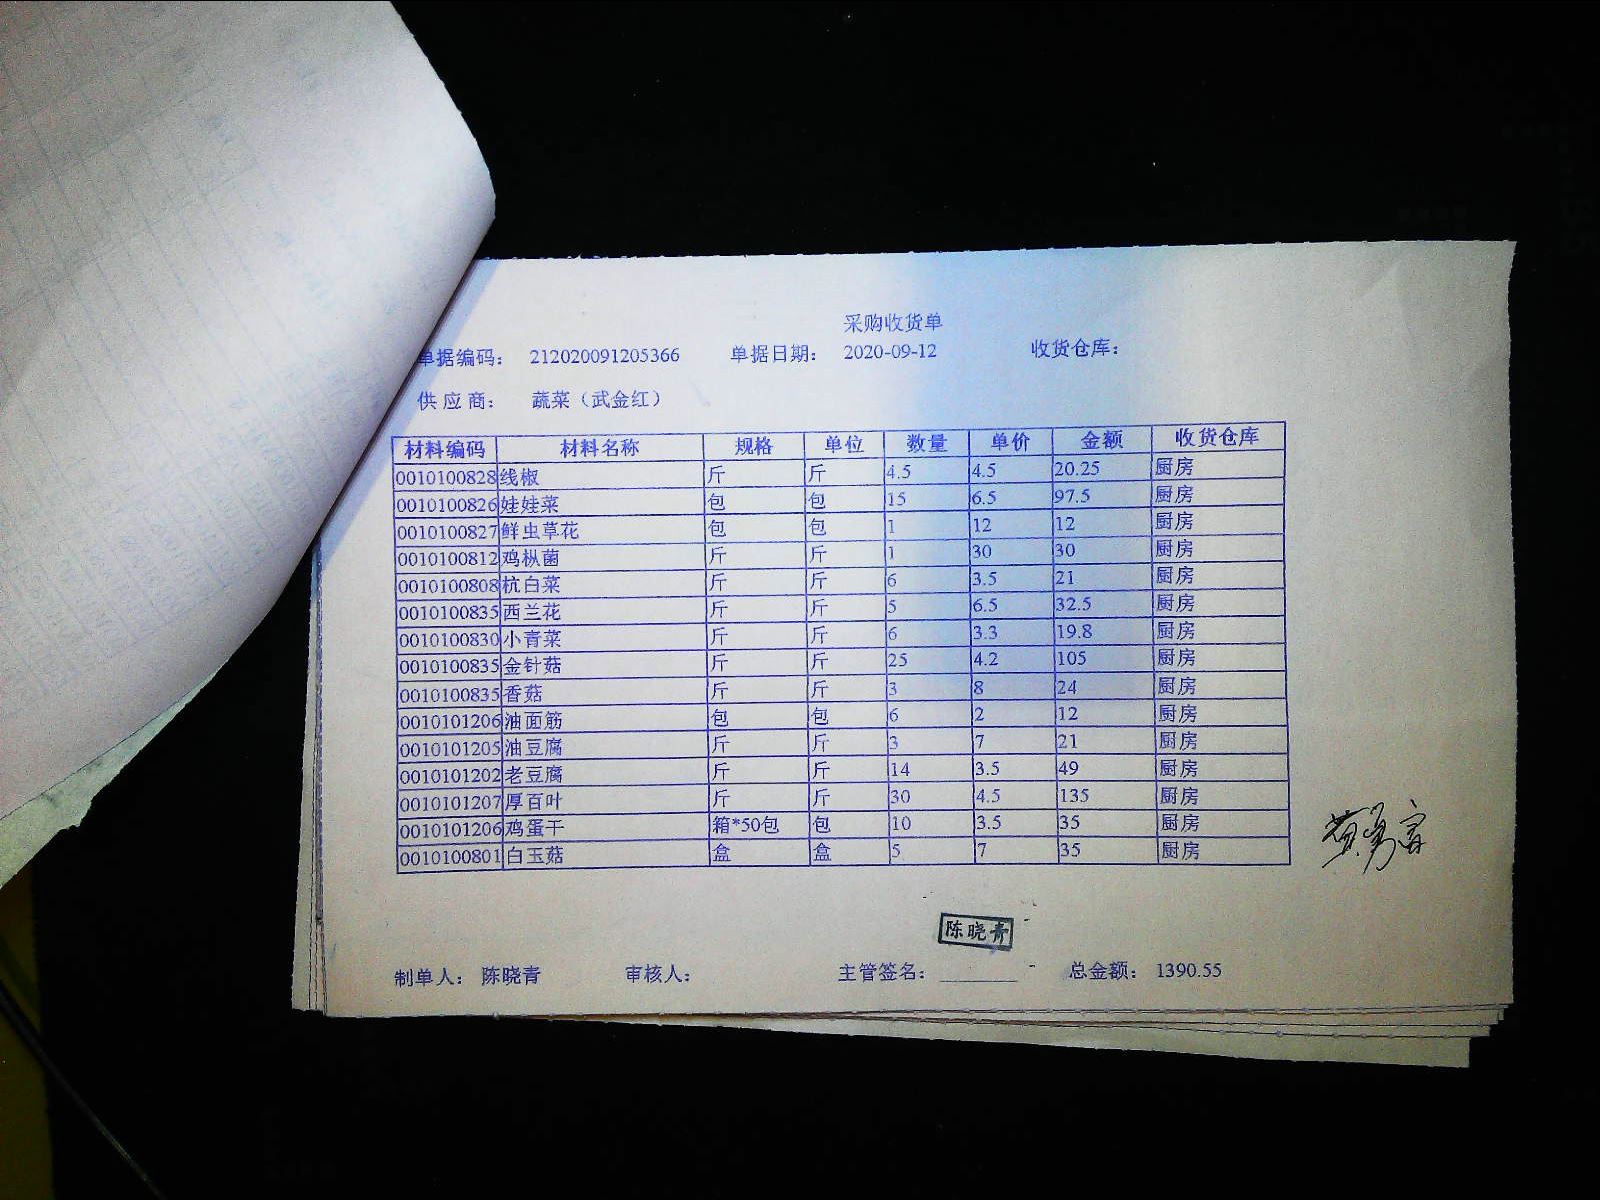 采购收货单
单据编码： 212020091205366 单据日期： 2020-09-12 收货仓库：
供应商： 蔬菜（武金红）
材料编码 材料名称 规格 单位 数量 单价 金额 收货仓库
0010100828 线椒 斤 斤 4.5 4.5 20.25 厨房
0010100826 娃娃菜 包 包 15 6.5 97.5 厨房
0010100827 鲜虫草花 包 包 1 12 12 厨房
0010100812 鸡枞菌 斤 斤 1 30 30 厨房
0010100808 杭白菜 斤 斤 6 3.5 21 厨房
0010100835 西兰花 斤 斤 5 6.5 32.5 厨房
0010100830 小青菜 斤 斤 6 3.3 19.8 厨房
0010100835 金针菇 斤 斤 25 4.2 105 厨房
0010100835 香菇 斤 斤 3 8 24 厨房
0010101206 油面筋 包 包 6 2 12 厨房
0010101205 油豆腐 斤 斤 3 7 21 厨房
0010101202 老豆腐 斤 斤 14 3.5 49 厨房
0010101207 厚百叶 斤 斤 30 4.5 135 厨房
0010101206 鸡蛋干 箱*50包 包 10 3.5 35 厨房
0010100801 白玉菇 盒 盒 5 7 35 厨房
陈晓青
制单人： 陈晓青 审核人： 主管签名： 总金额： 1390.55